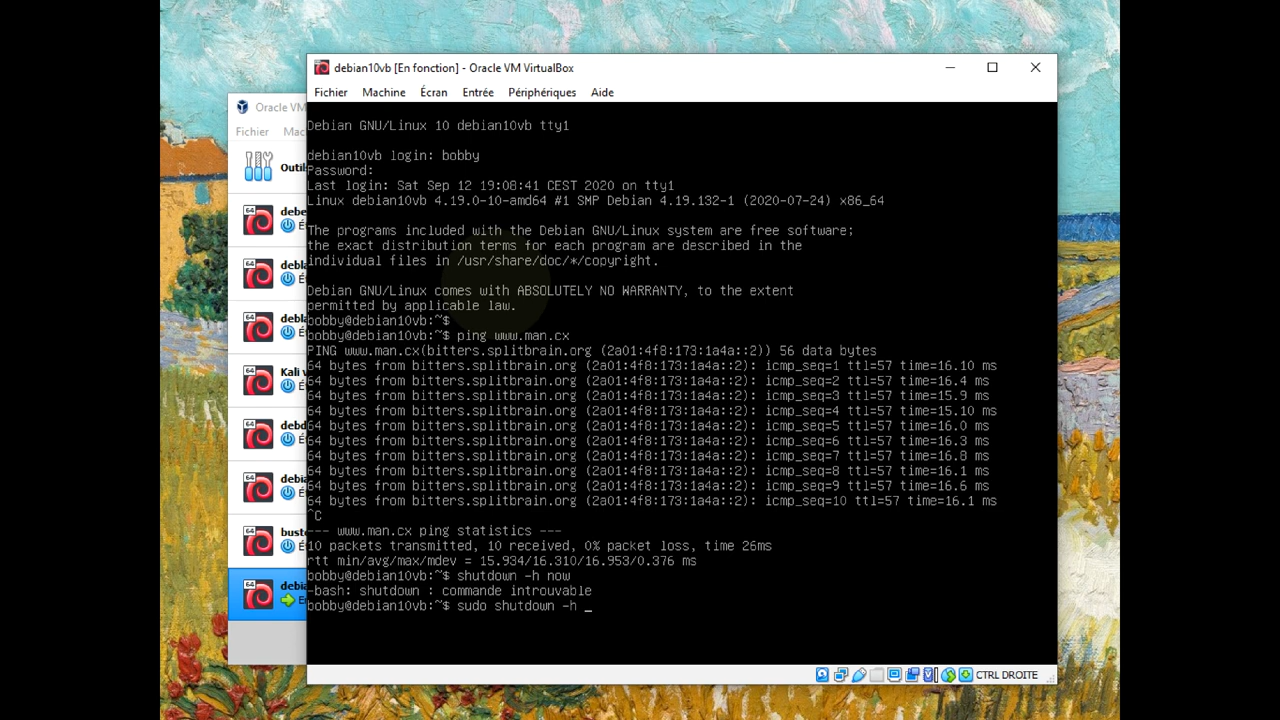 debian10vb [En fonction] - Oracle VM VirtualBox
Fichier Machine Écran Entrée Périphériques Aide
Oracle VM
Fichier Mac
Outils
64 debe
64 debia
64 debia
64 Kali
64 debd
64 debia
64 buste
64 debia
Debian GNU/Linux 10 debian10vb tty1
debian10vb login: bobby
Password:
Last login: Sat Sep 12 19:08:41 CEST 2020 on tty1
Linux debian10vb 4.19.0-10-amd64 #1 SMP Debian 4.19.132-1 (2020-07-24) x86_64
The programs included with the Debian GNU/Linux system are free software;
the exact distribution terms for each program are described in the
individual files in /usr/share/doc/*/copyright.
Debian GNU/Linux comes with ABSOLUTELY NO WARRANTY, to the extent
permitted by applicable law.
bobby@debian10vb:~$
bobby@debian10vb:~$ ping www.man.cx
PING www.man.cx(bitters.splitbrain.org (2a01:4f8:173:1a4a::2)) 56 data bytes
64 bytes from bitters.splitbrain.org (2a01:4f8:173:1a4a::2): icmp_seq=1 ttl=57 time=16.10 ms
64 bytes from bitters.splitbrain.org (2a01:4f8:173:1a4a::2): icmp_seq=2 ttl=57 time=16.4 ms
64 bytes from bitters.splitbrain.org (2a01:4f8:173:1a4a::2): icmp_seq=3 ttl=57 time=15.9 ms
64 bytes from bitters.splitbrain.org (2a01:4f8:173:1a4a::2): icmp_seq=4 ttl=57 time=15.10 ms
64 bytes from bitters.splitbrain.org (2a01:4f8:173:1a4a::2): icmp_seq=5 ttl=57 time=16.0 ms
64 bytes from bitters.splitbrain.org (2a01:4f8:173:1a4a::2): icmp_seq=6 ttl=57 time=16.3 ms
64 bytes from bitters.splitbrain.org (2a01:4f8:173:1a4a::2): icmp_seq=7 ttl=57 time=16.8 ms
64 bytes from bitters.splitbrain.org (2a01:4f8:173:1a4a::2): icmp_seq=8 ttl=57 time=16.1 ms
64 bytes from bitters.splitbrain.org (2a01:4f8:173:1a4a::2): icmp_seq=9 ttl=57 time=16.6 ms
64 bytes from bitters.splitbrain.org (2a01:4f8:173:1a4a::2): icmp_seq=10 ttl=57 time=16.1 ms
^C
--- www.man.cx ping statistics ---
10 packets transmitted, 10 received, 0% packet loss, time 26ms
rtt min/avg/max/mdev = 15.934/16.310/16.953/0.376 ms
bobby@debian10vb:~$ shutdown -h now
-bash: shutdown : commande introuvable
bobby@debian10vb:~$ sudo shutdown -h _
CTRL DROITE